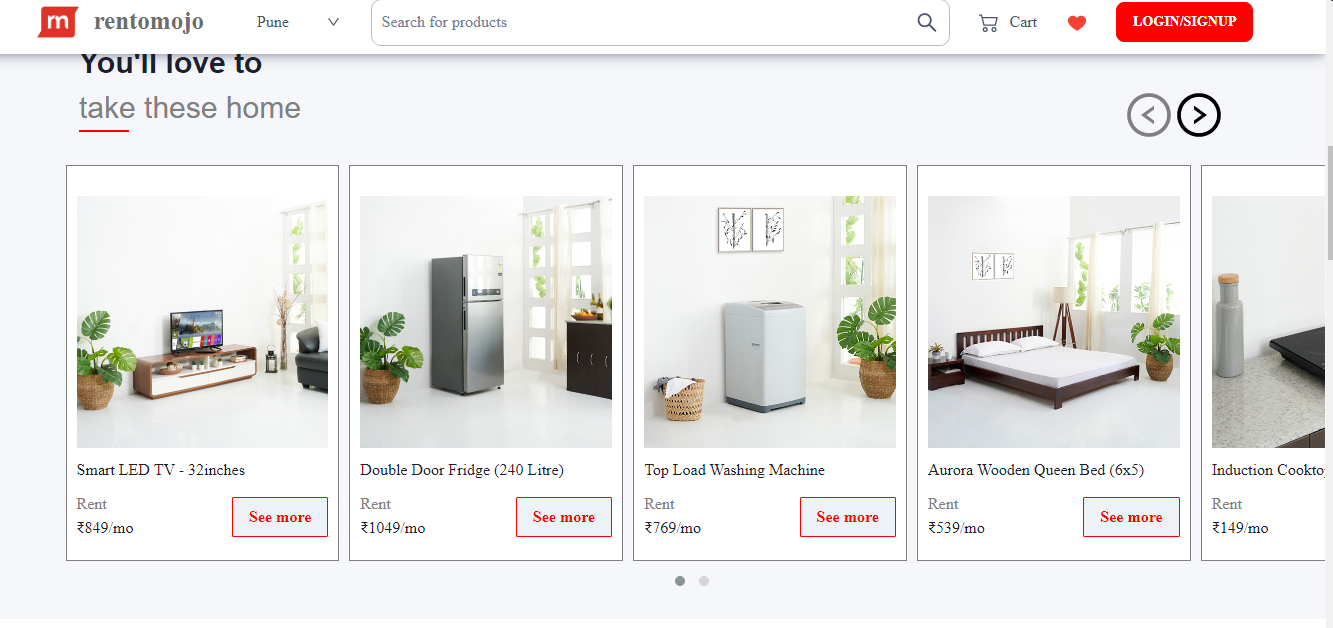 m rentomojo
Pune
Search for products
Cart
LOGIN/SIGNUP
You'll love to
take these home
Smart LED TV - 32inches
Rent
₹849/mo
See more
Double Door Fridge (240 Litre)
Rent
₹1049/mo
See more
Top Load Washing Machine
Rent
₹769/mo
See more
Aurora Wooden Queen Bed (6x5)
Rent
₹539/mo
See more
Induction
Rent
₹149/mo